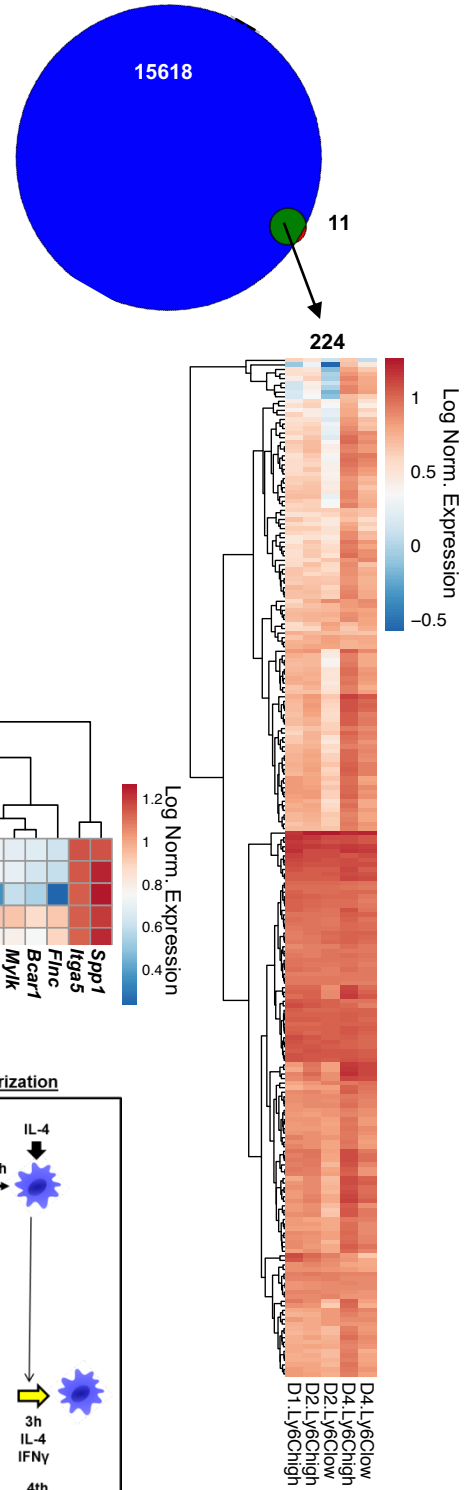 15618
11
224
1
0.5
0
−0.5
Log Norm. Expression
D1.Ly6Chigh
D2.Ly6Chigh
D2.Ly6Clow
D4.Ly6Chigh
D4.Ly6Clow
Log Norm. Expression
1.2
1
0.8
0.6
0.4
Spp1
Itga5
Flnc
Bcar1
Mylk
rization
IL-4
h
3h
IL-4
IFNγ
4th